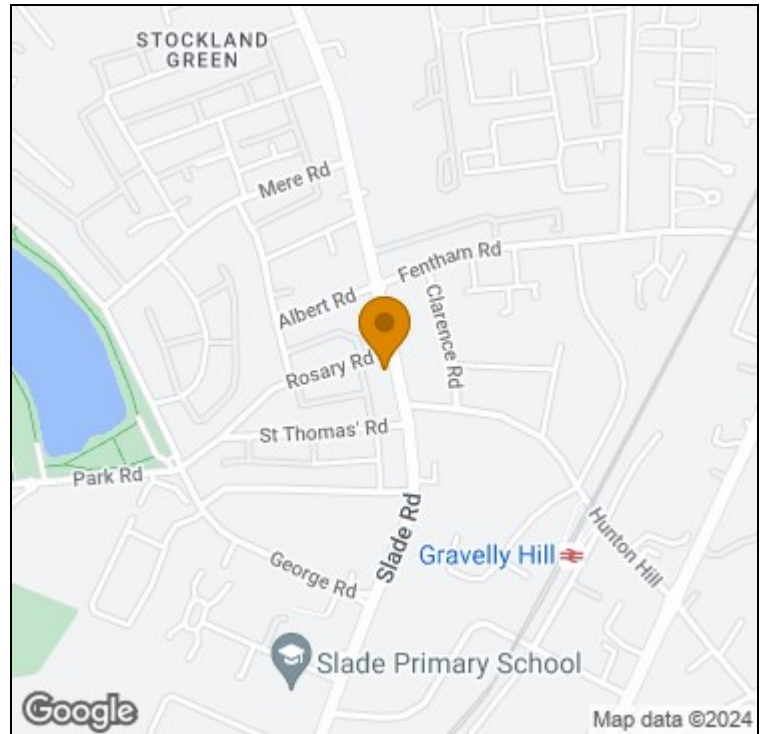 STOCKLAND
GREEN
Mere Rd
Fentham Rd
Albert Rd
Clarence Rd
Rosary Rd
St Thomas' Rd
Park Rd
Slade Rd
Gravelly Hill
Hunton Hill
George Rd
Slade Primary School
Google
Map data ©2024